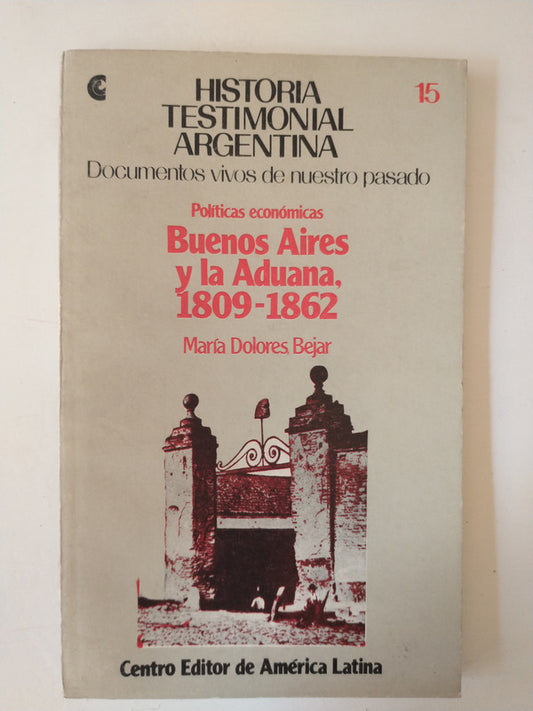 HISTORIA
TESTIMONIAL
ARGENTINA
15
Documentos vivos de nuestro pasado
Políticas económicas
Buenos Aires
y la Aduana,
1809-1862
María Dolores Bejar
Centro Editor de América Latina